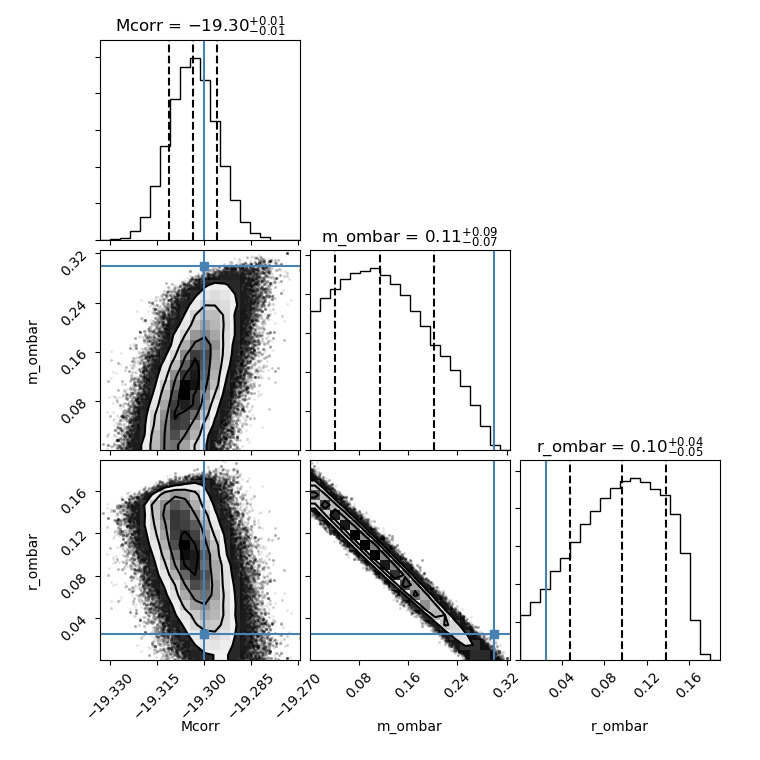 Mcorr = −19.30+0.01 −0.01
0.32
0.24
0.16
0.08
m_ombar
m_ombar = 0.11+0.09 −0.07
0.16
0.12
0.08
0.04
r_ombar
r_ombar = 0.10+0.04 −0.05
−19.330
−19.315
−19.300
−19.285
−19.270
Mcorr
0.08
0.16
0.24
0.32
m_ombar
0.04
0.08
0.12
0.16
r_ombar